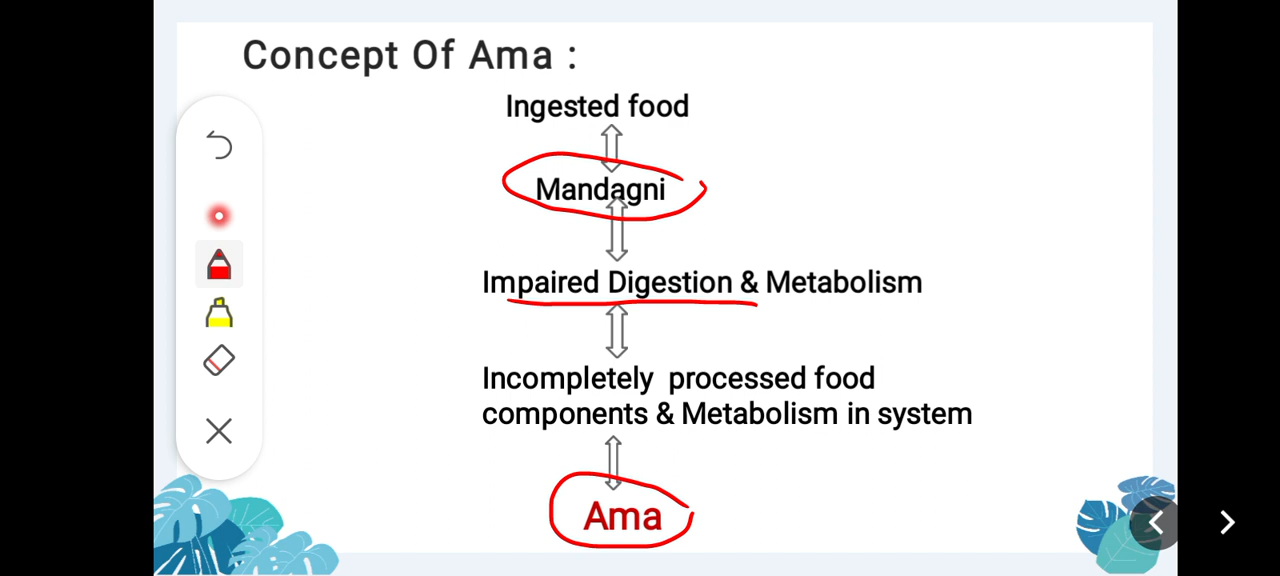 Concept Of Ama :
Ingested food
Mandagni
Impaired Digestion & Metabolism
Incompletely processed food
components & Metabolism in system
Ama